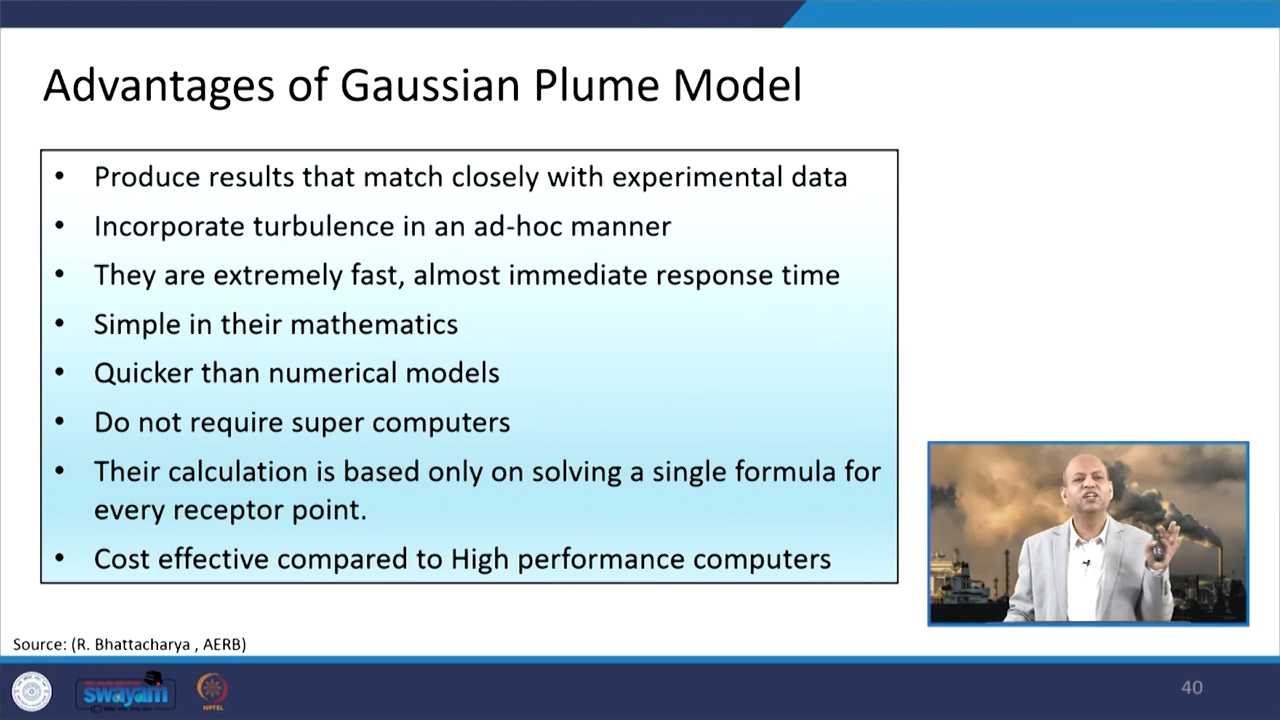 Advantages of Gaussian Plume Model
• Produce results that match closely with experimental data
• Incorporate turbulence in an ad-hoc manner
• They are extremely fast, almost immediate response time
• Simple in their mathematics
• Quicker than numerical models
• Do not require super computers
• Their calculation is based only on solving a single formula for
every receptor point.
• Cost effective compared to High performance computers
Source: (R. Bhattacharya , AERB)
swayam
NPTEL
40